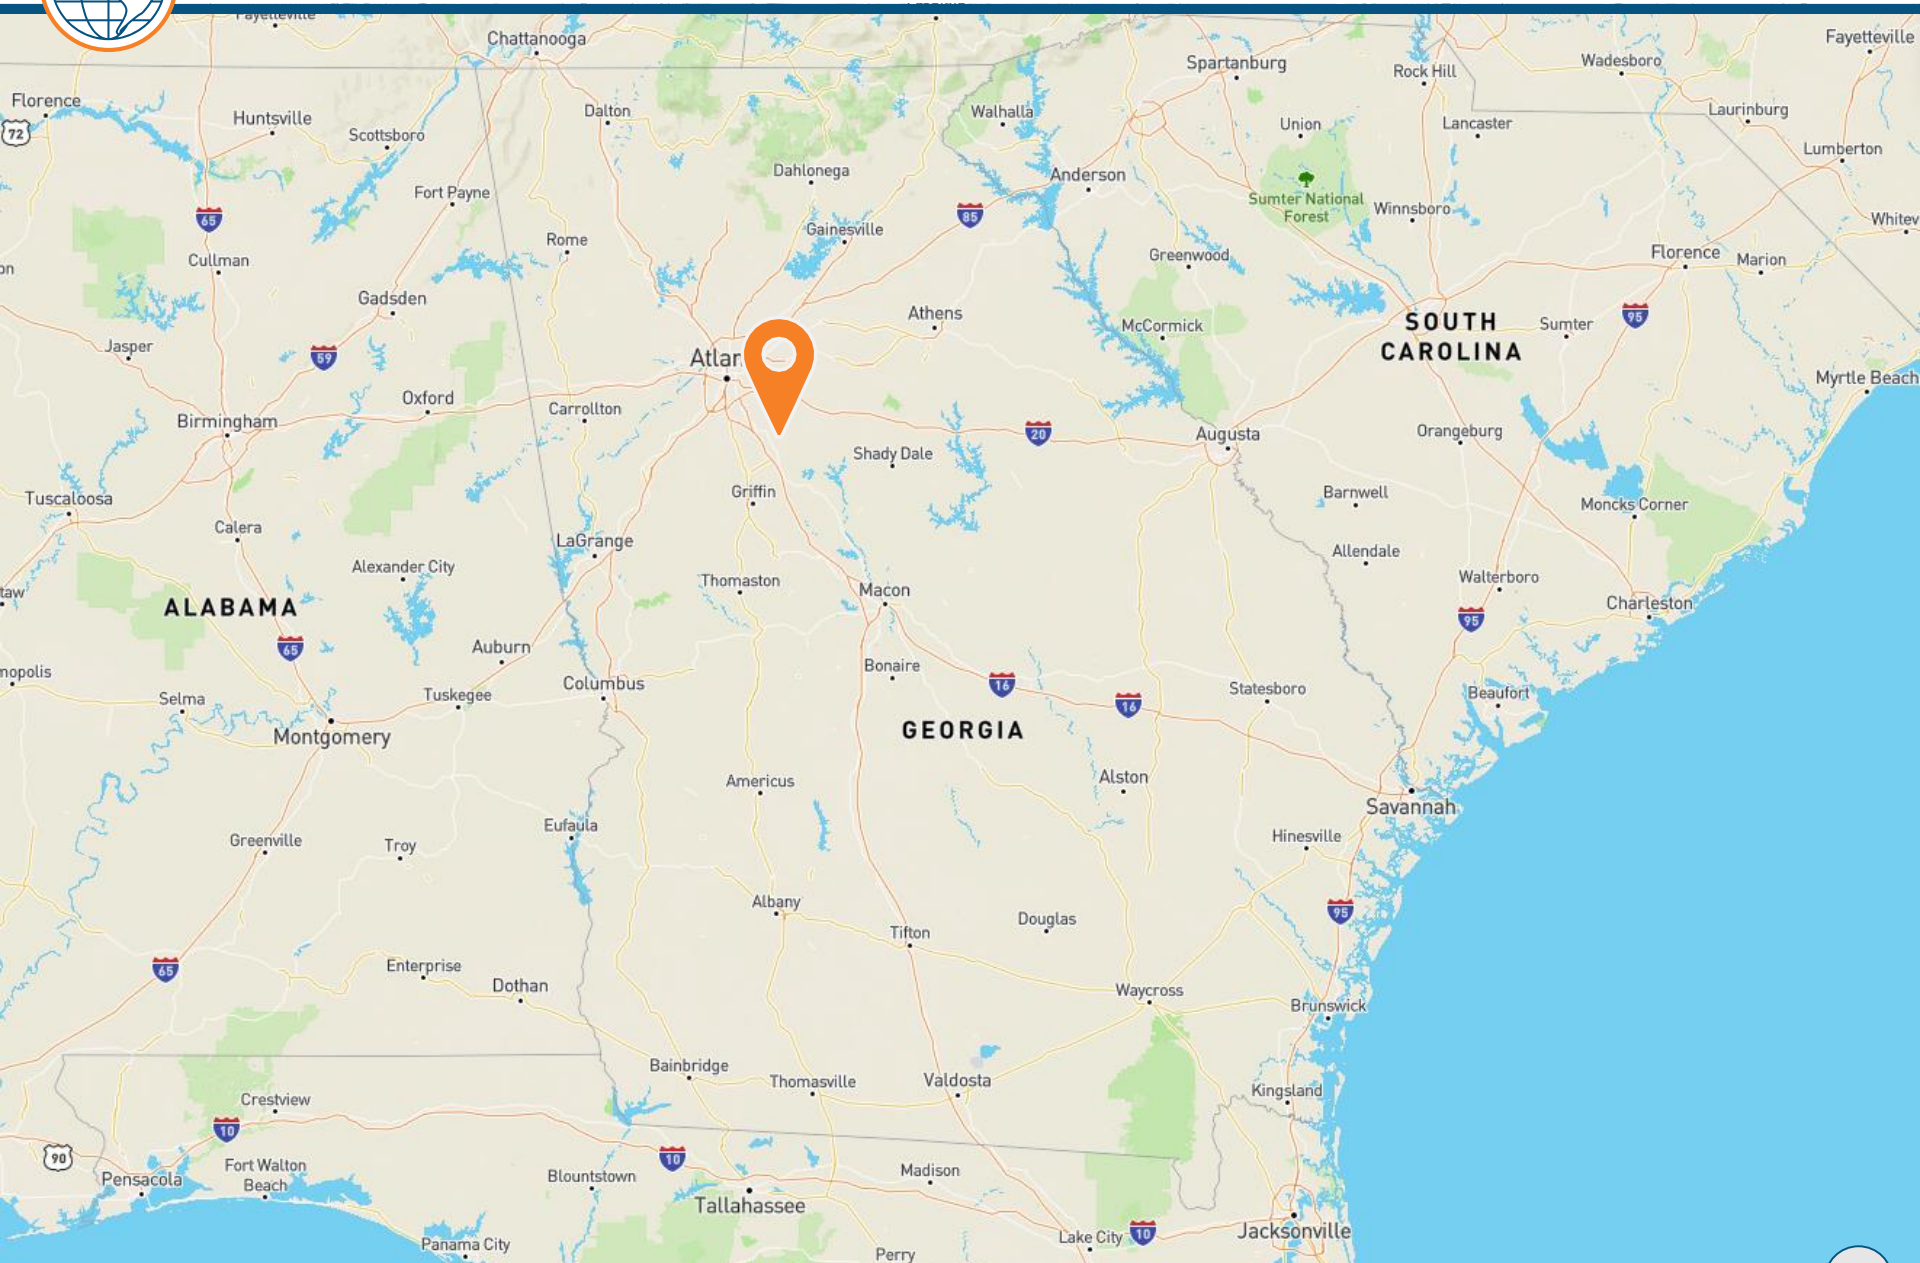 Chattanooga
Fayetteville
Spartanburg
Rock Hill
Wadesboro
Florence
72
Huntsville
Scottsboro
Dalton
Walhalla
Union
Lancaster
Laurinburg
Lumberton
Dahlonega
Anderson
Fort Payne
Sumter National
Forest
Winnsboro
65
85
Gainesville
Whitev
Rome
Cullman
Greenwood
Florence
Marion
Gadsden
Athens
McCormick
SOUTH
CAROLINA
Sumter
95
Jasper
59
Atlan
Myrtle Beach
Oxford
Carrollton
Birmingham
20
Augusta
Orangeburg
Shady Dale
Tuscaloosa
Griffin
Barnwell
Moncks Corner
Calera
LaGrange
Allendale
Alexander City
Thomaston
Macon
Walterboro
taw
ALABAMA
Charleston
95
65
Auburn
Bonaire
nopolis
Selma
Tuskegee
Columbus
16
16
Statesboro
Beaufort
Montgomery
GEORGIA
Americus
Alston
Savannah
Greenville
Troy
Eufaula
Hinesville
Albany
Tifton
Douglas
95
65
Enterprise
Dothan
Waycross
Brunswick
Bainbridge
Thomasville
Valdosta
Kingsland
Crestview
10
90
10
Pensacola
Fort Walton
Beach
Blountstown
Madison
Tallahassee
Lake City
10
Jacksonville
Panama City
Perry